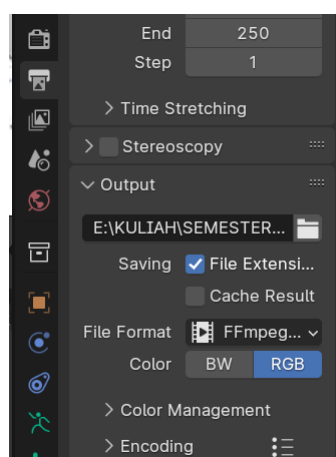 End 250
Step 1
Time Stretching
Stereoscopy
Output
E:\KULIAH\SEMESTER...
Saving File Extensi...
Cache Result
File Format FFmpeg...
Color BW RGB
Color Management
Encoding